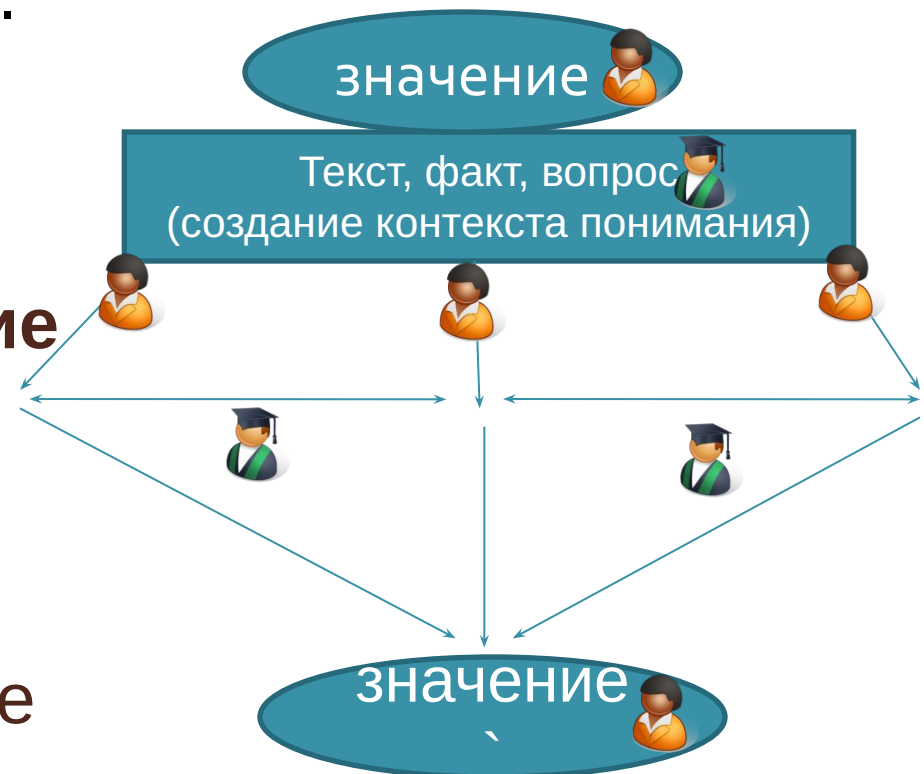 .
значение
Текст, факт, вопрос
(создание контекста понимания)
ие
значение
е
`